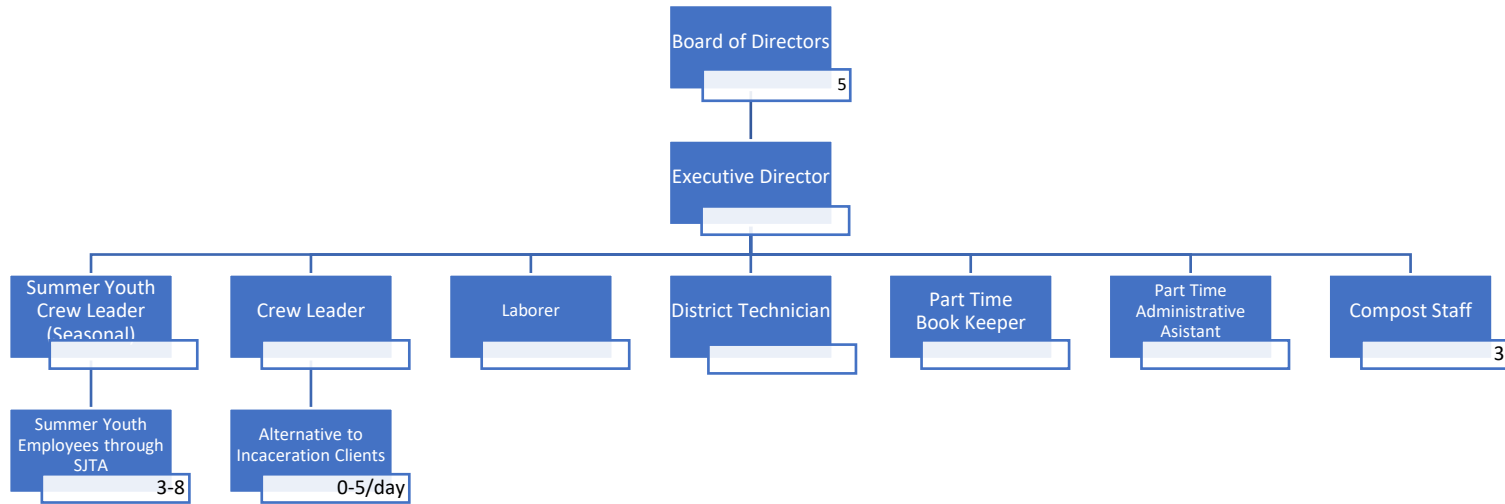 Board of Directors
5
Executive Director
Summer Youth
Crew Leader
(Seasonal)
Crew Leader
Laborer
District Technician
Part Time
Book Keeper
Part Time
Administrative
Asistant
Compost Staff
3
Summer Youth
Employees through
SJTA
3-8
Alternative to
Incaceration Clients
0-5/day